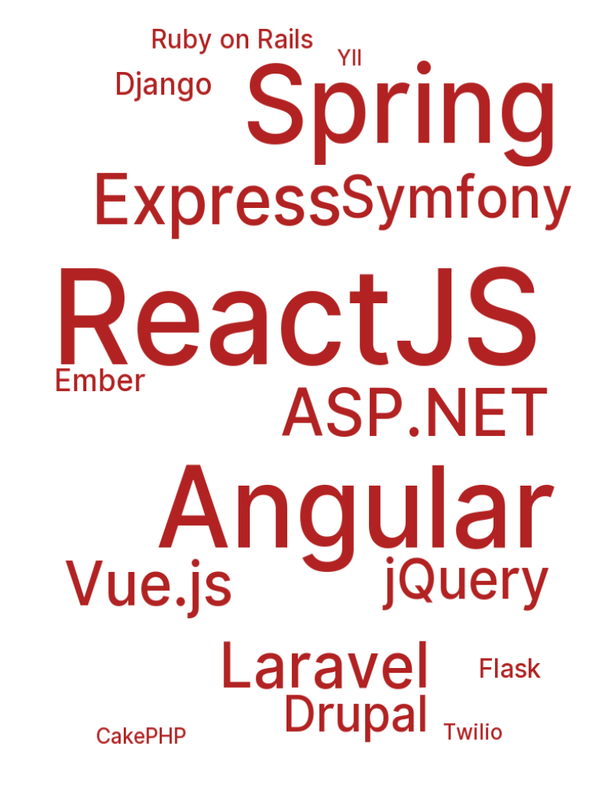 Ruby on Rails
YII
Django
Spring
Express
Symfony
ReactJS
Ember
ASP.NET
Angular
Vue.js
jQuery
Laravel
Flask
Drupal
CakePHP
Twilio